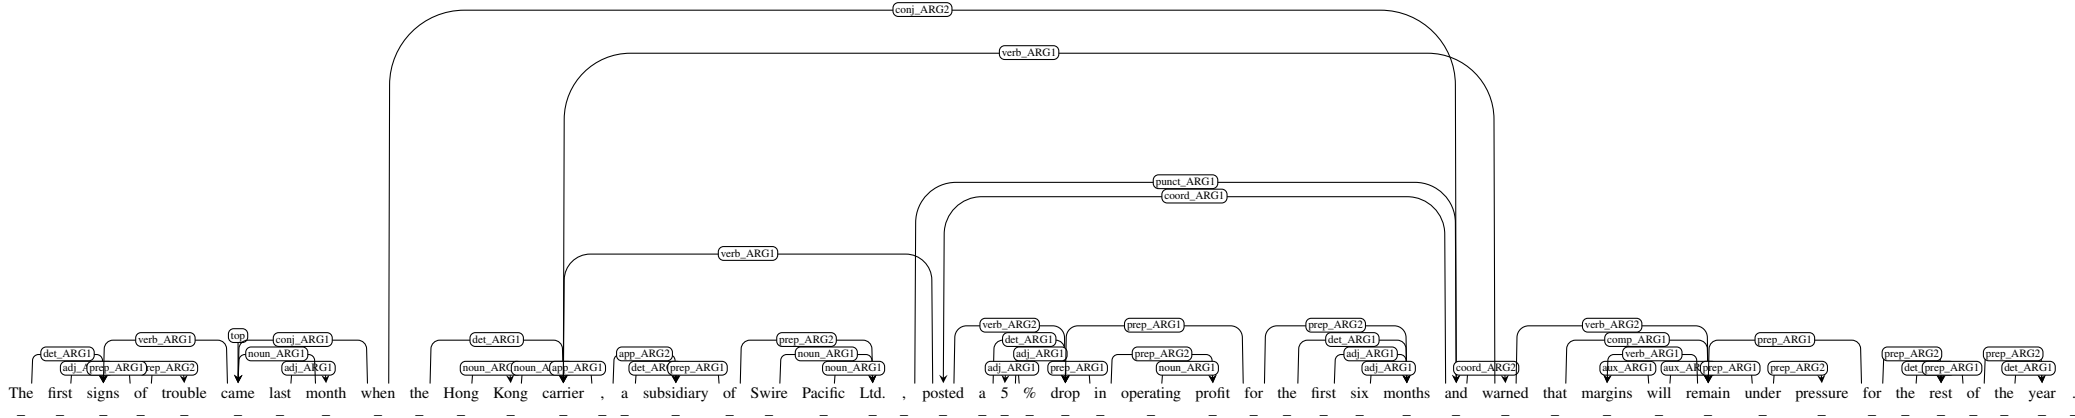 conj_ARG2
verb_ARG1
punct_ARG1
coord_ARG1
verb_ARG1
top
verb_ARG1 conj_ARG1 det_ARG1 prep_ARG2 verb_ARG2 prep_ARG1 prep_ARG2 verb_ARG2
det_ARG1 comp_ARG1 prep_ARG1
det_ARG1 noun_ARG1 app_ARG2 noun_ARG1 adj_ARG1 prep_ARG2 adj_ARG1 verb_ARG1 prep_ARG2 prep_ARG2
prep_ARG1 adj_ARG1 app_ARG1 prep_ARG1 noun_ARG1 adj_ARG1 prep_ARG1 noun_ARG1 adj_ARG1 coord_ARG2 aux_ARG1 prep_ARG1 prep_ARG2 prep_ARG1 det_ARG1
The first signs of trouble came last month when the Hong Kong carrier , a subsidiary of Swire Pacific Ltd. , posted a 5 % drop in operating profit for the first six months and warned that margins will remain under pressure for the rest of the year .